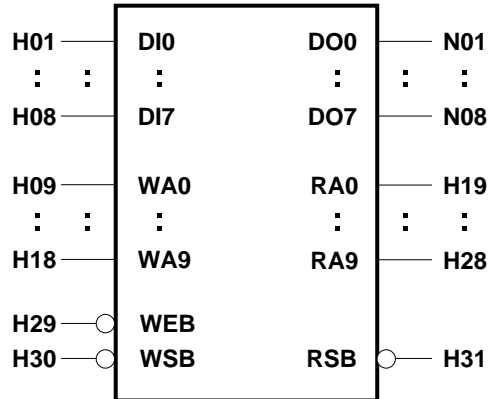 H01 DI0 DO0 N01
: : : : : :
H08 DI7 DO7 N08
H09 WA0 RA0 H19
: : : : : :
H18 WA9 RA9 H28
H29 WEB
H30 WSB RSB H31